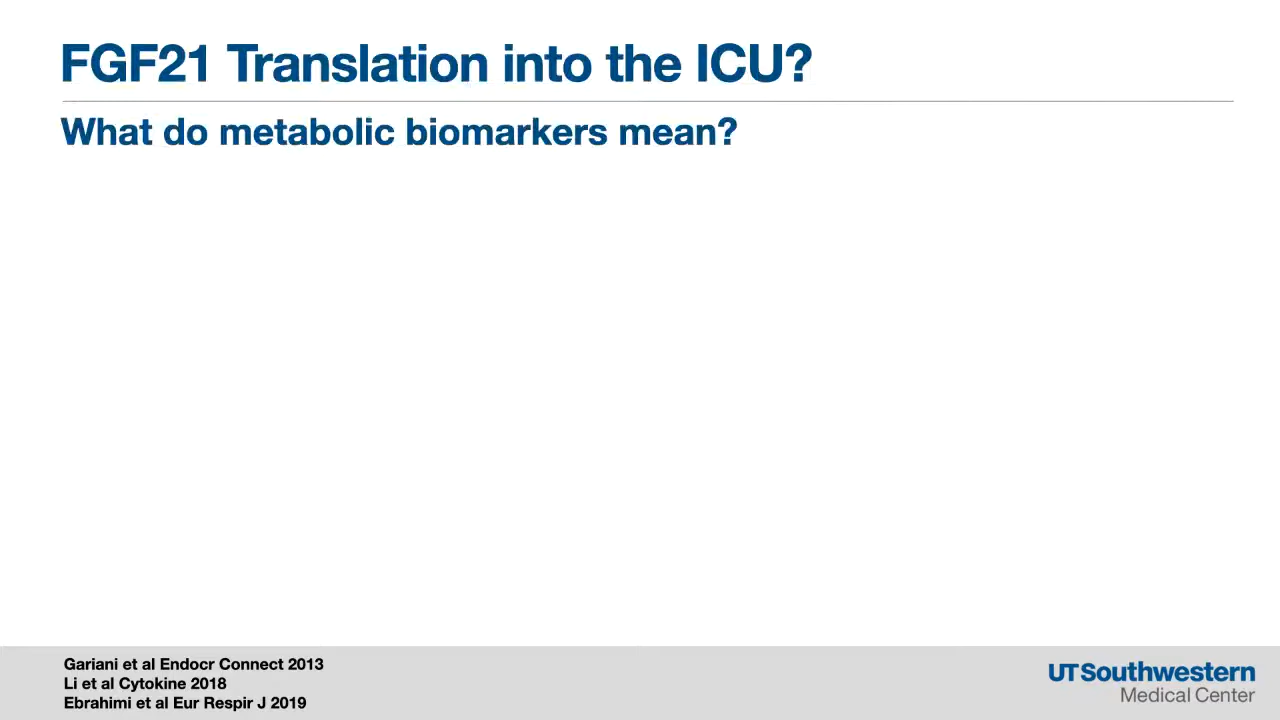 FGF21 Translation into the ICU?
What do metabolic biomarkers mean?
Gariani et al Endocr Connect 2013
Li et al Cytokine 2018
Ebrahimi et al Eur Respir J 2019
UTSouthwestern
Medical Center